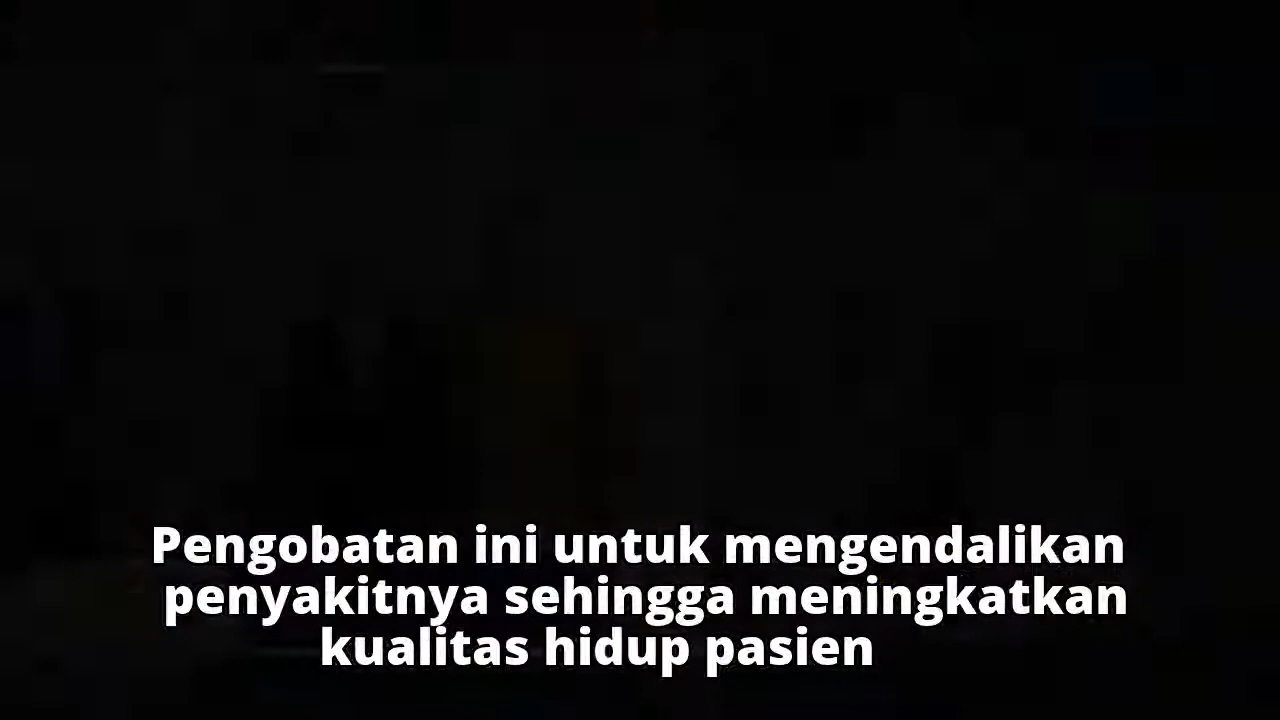 Pengobatan ini untuk mengendalikan
penyakitnya sehingga meningkatkan
kualitas hidup pasien